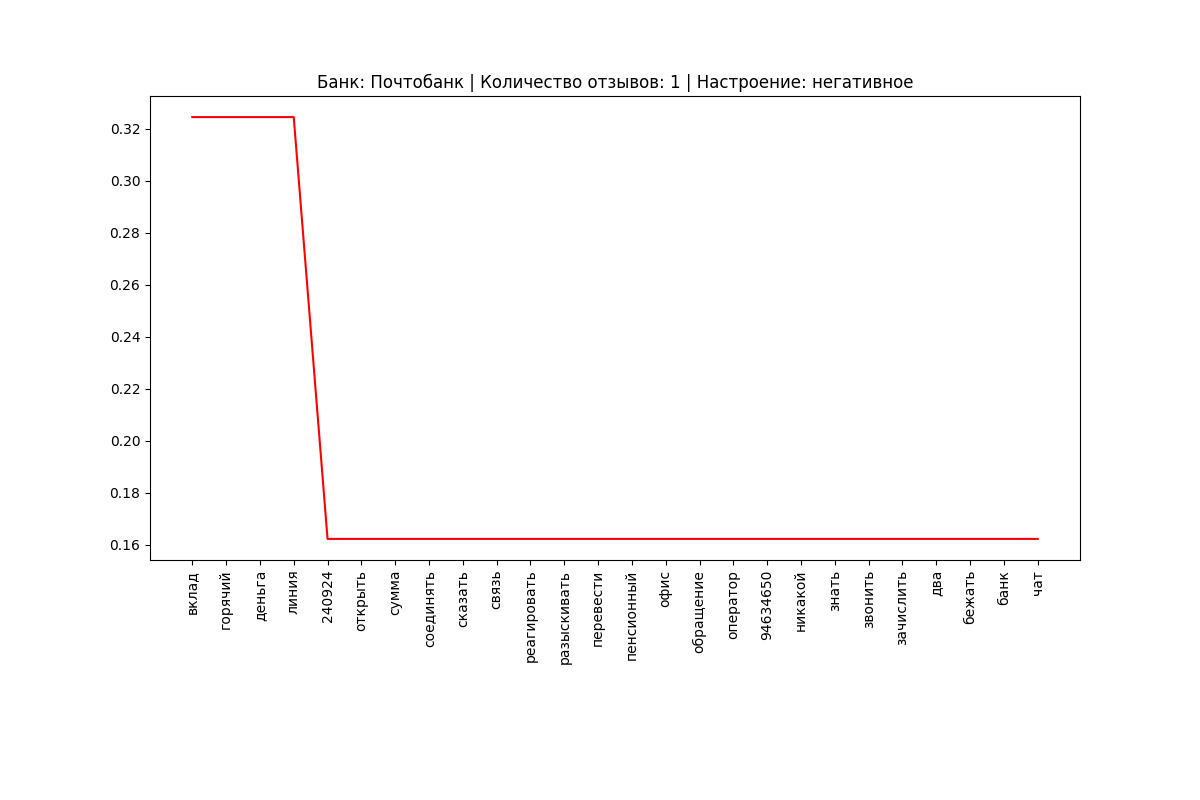 Банк: Почтобанк | Количество отзывов: 1 | Настроение: негативное
0.32
0.30
0.28
0.26
0.24
0.22
0.20
0.18
0.16
вклад
горячий
деньга
линия
240924
открыть
сумма
соединять
сказать
связь
реагировать
разыскивать
перевести
пенсионный
офис
обращение
оператор
94634650
никакой
знать
звонить
зачислить
два
бежать
банк
чат